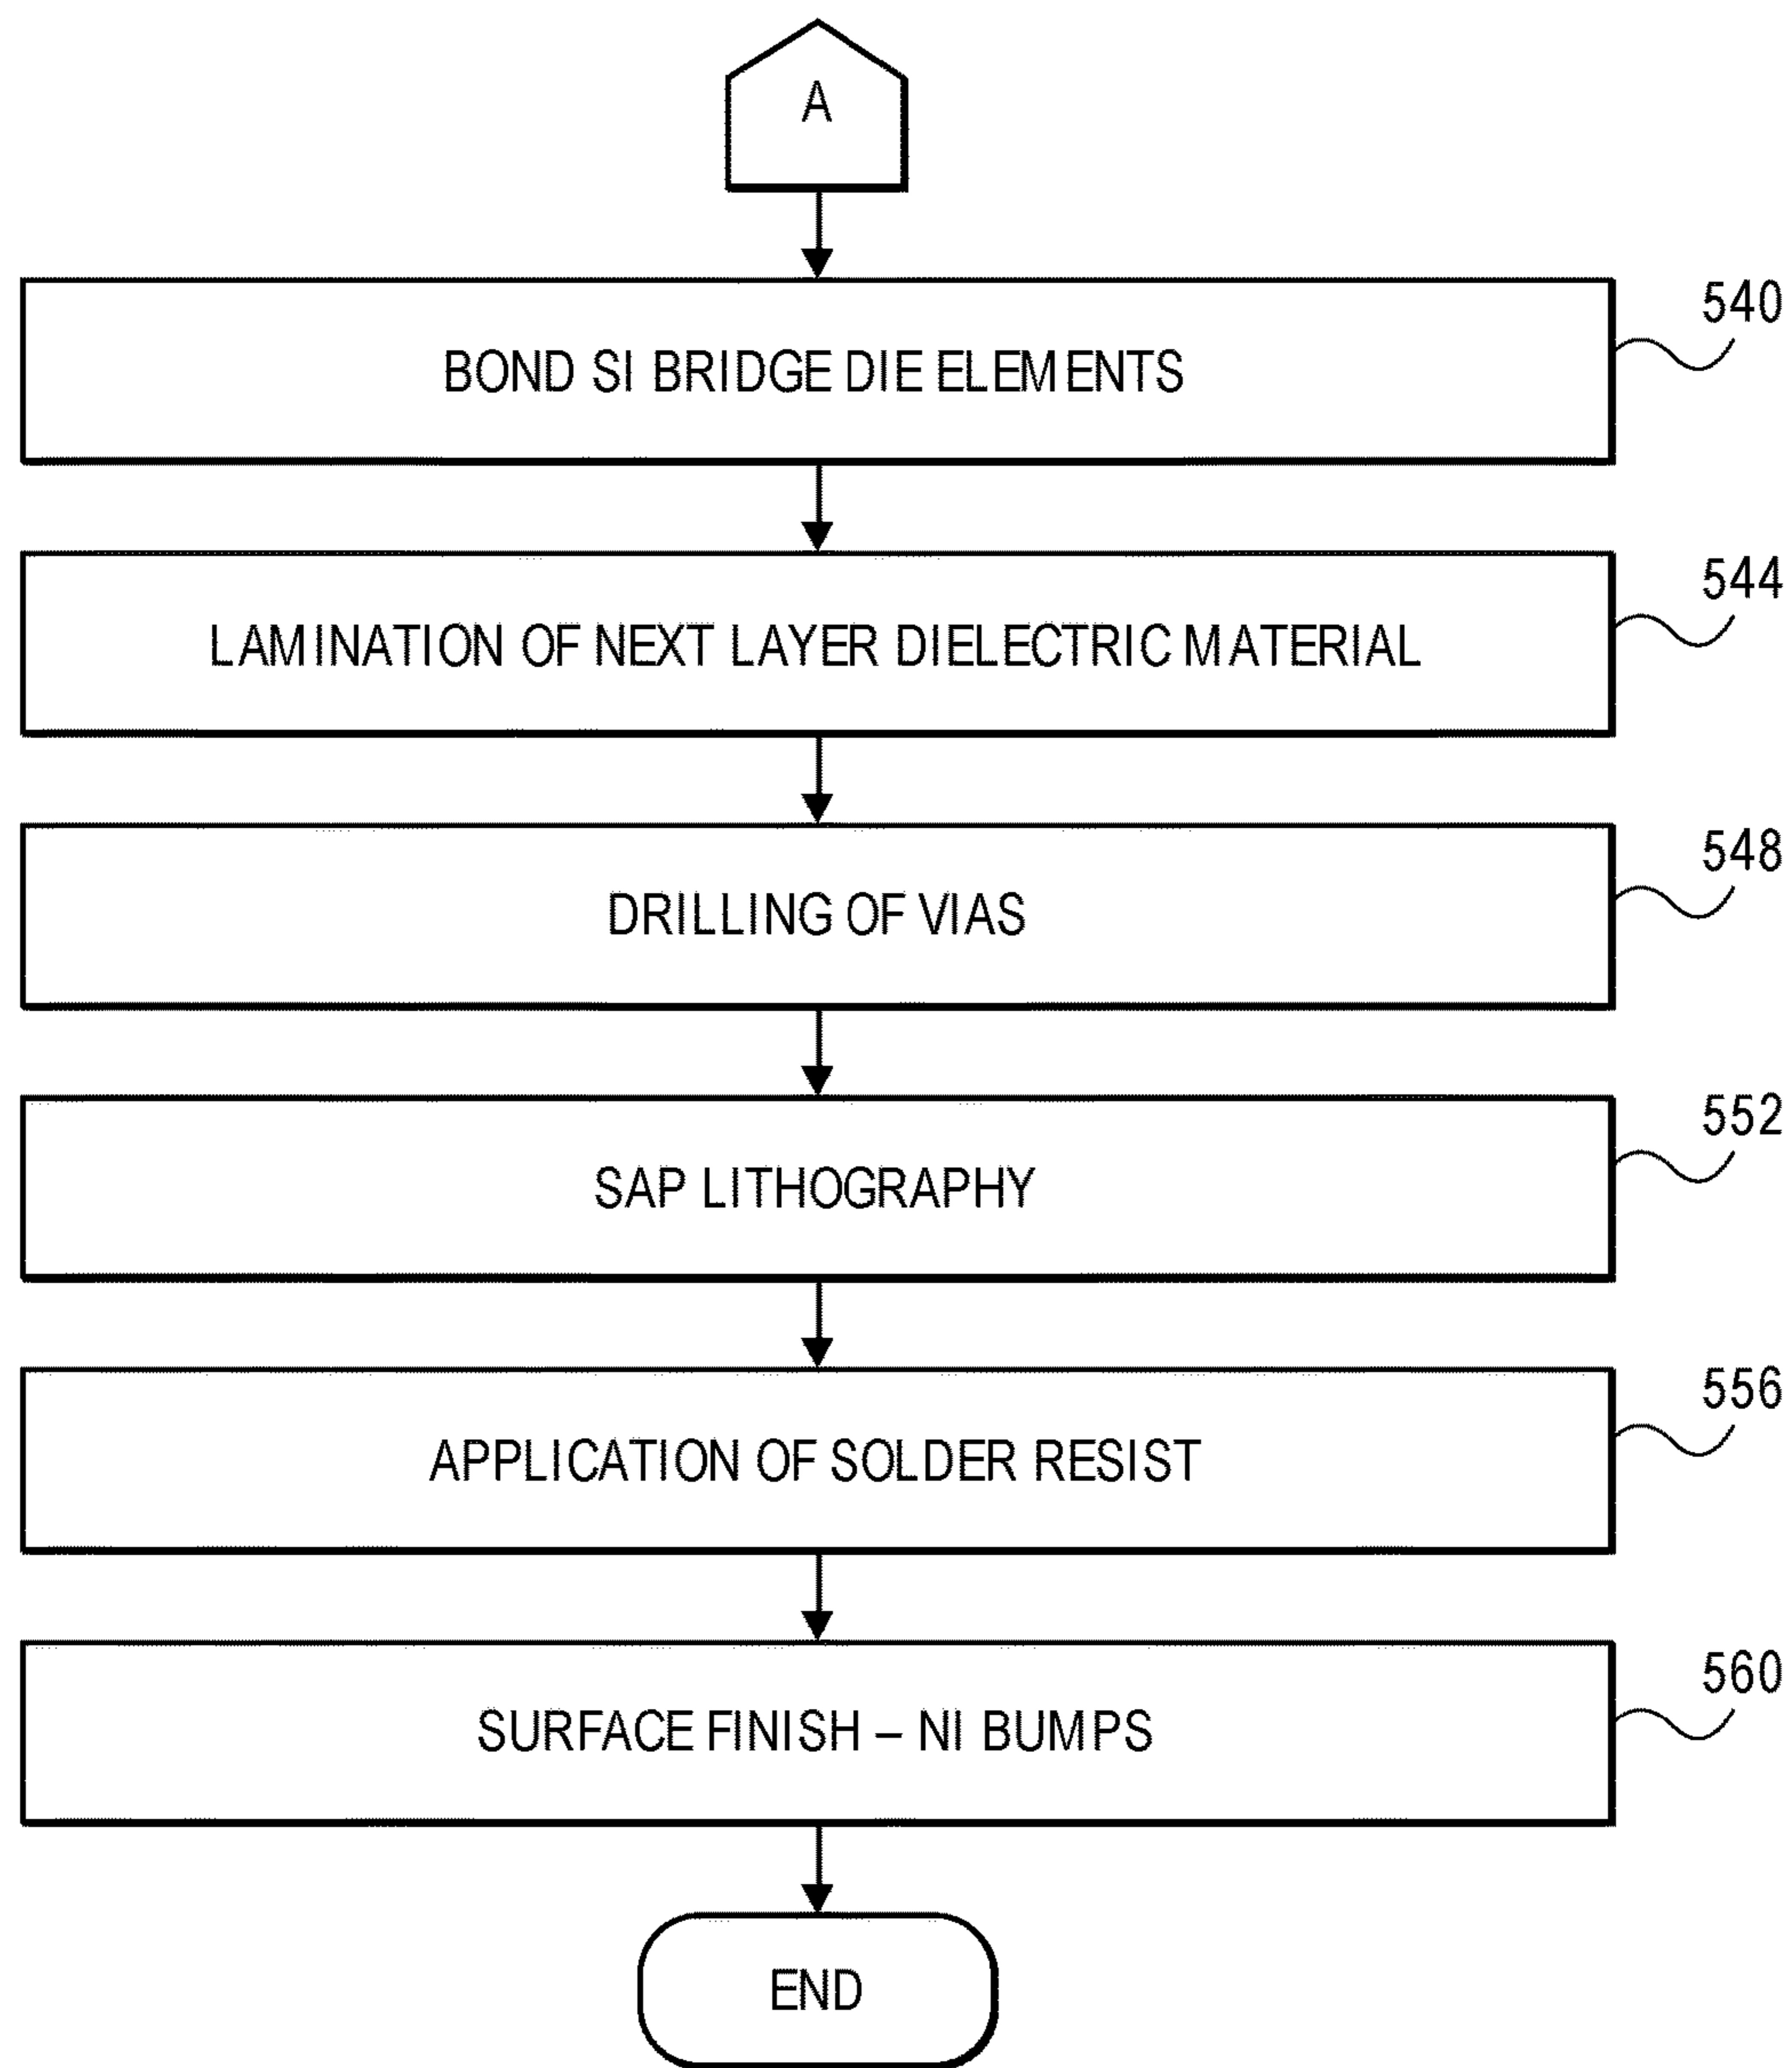 A
540
BOND SI BRIDGE DIE ELEMENTS
544
LAMINATION OF NEXT LAYER DIELECTRIC MATERIAL
548
DRILLING OF VIAS
552
SAP LITHOGRAPHY
556
APPLICATION OF SOLDER RESIST
560
SURFACE FINISH – NI BUMPS
END